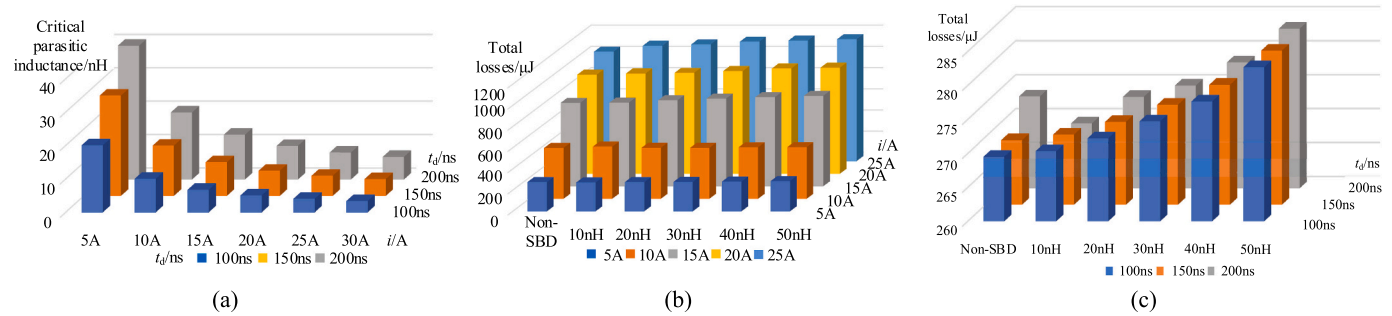 Critical
parasitic
inductance/nH
40
30
20
10
0
5A 10A 15A 20A 25A 30A i/A
td/ns
200ns
150ns
100ns
td/ns 100ns 150ns 200ns
(a)
Total
losses/μJ
1200
1000
800
600
400
200
0
Non-
SBD
10nH 20nH 30nH 40nH 50nH
i/A
25A
20A
15A
10A
5A
5A 10A 15A 20A 25A
(b)
Total
losses/μJ
285
280
275
270
265
260
Non-SBD 10nH 20nH 30nH 40nH 50nH
td/ns
200ns
150ns
100ns
100ns 150ns 200ns
(c)